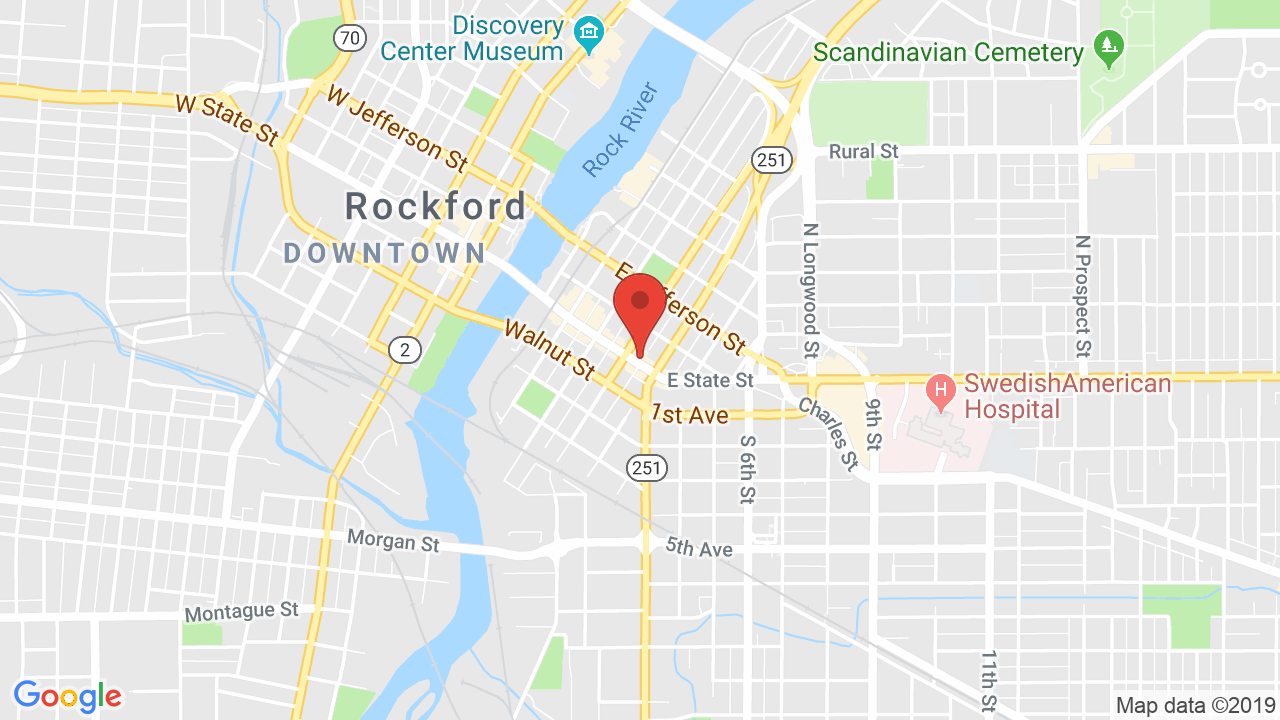 Discovery
Center Museum
70
Scandinavian Cemetery
W State St
W Jefferson St
Rock River
251
Rural St
Rockford
DOWNTOWN
N Longwood St
N Prospect St
E Jefferson St
Walnut St
2
E State St
SwedishAmerican
Hospital
1st Ave
Charles St
9th St
S 6th St
251
Morgan St
5th Ave
Montague St
11th St
Google
Map data ©2019